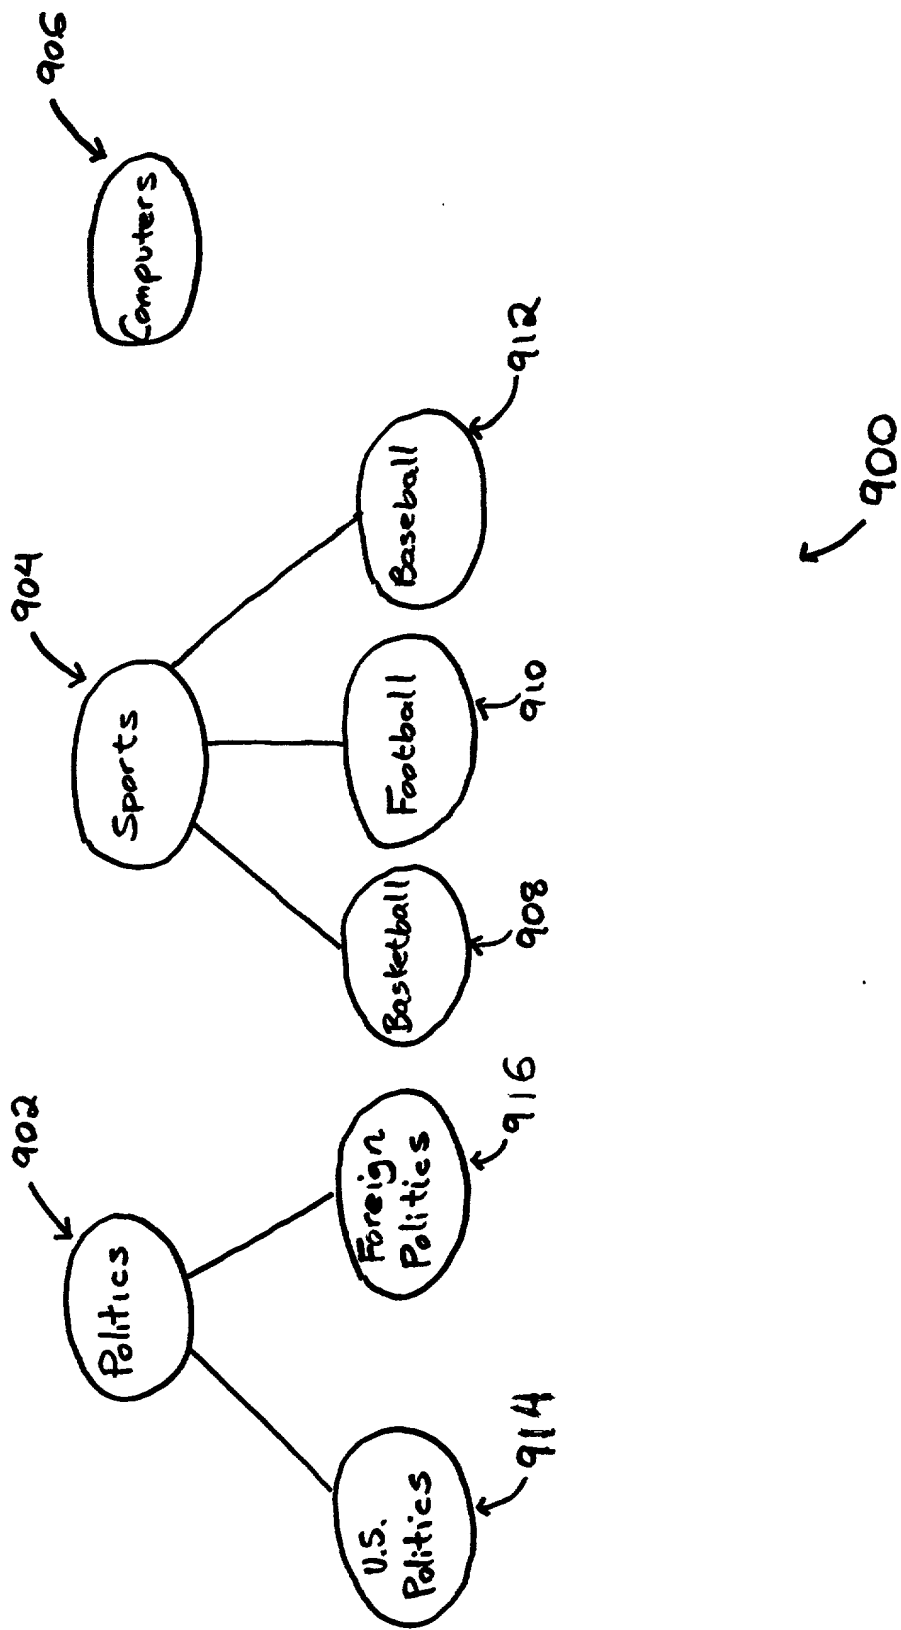 902
904
906
Politics
Sports
Computers
U.S.
Politics
Foreign
Politics
Basketball
Football
Baseball
914
916
908
910
912
900